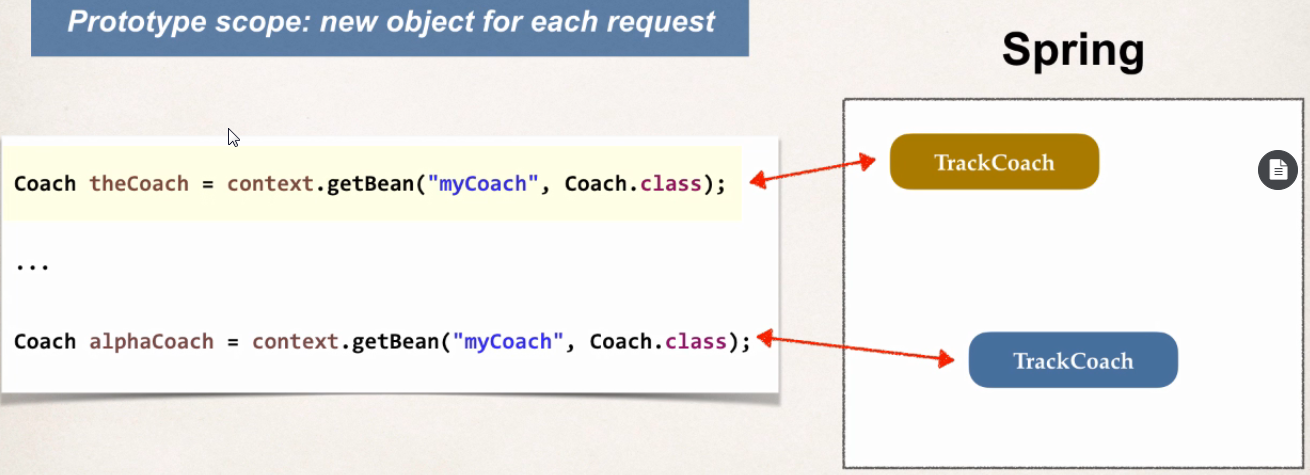 Prototype scope: new object for each request
Spring
Coach theCoach = context.getBean("myCoach", Coach.class);
TrackCoach
...
Coach alphaCoach = context.getBean("myCoach", Coach.class);
TrackCoach